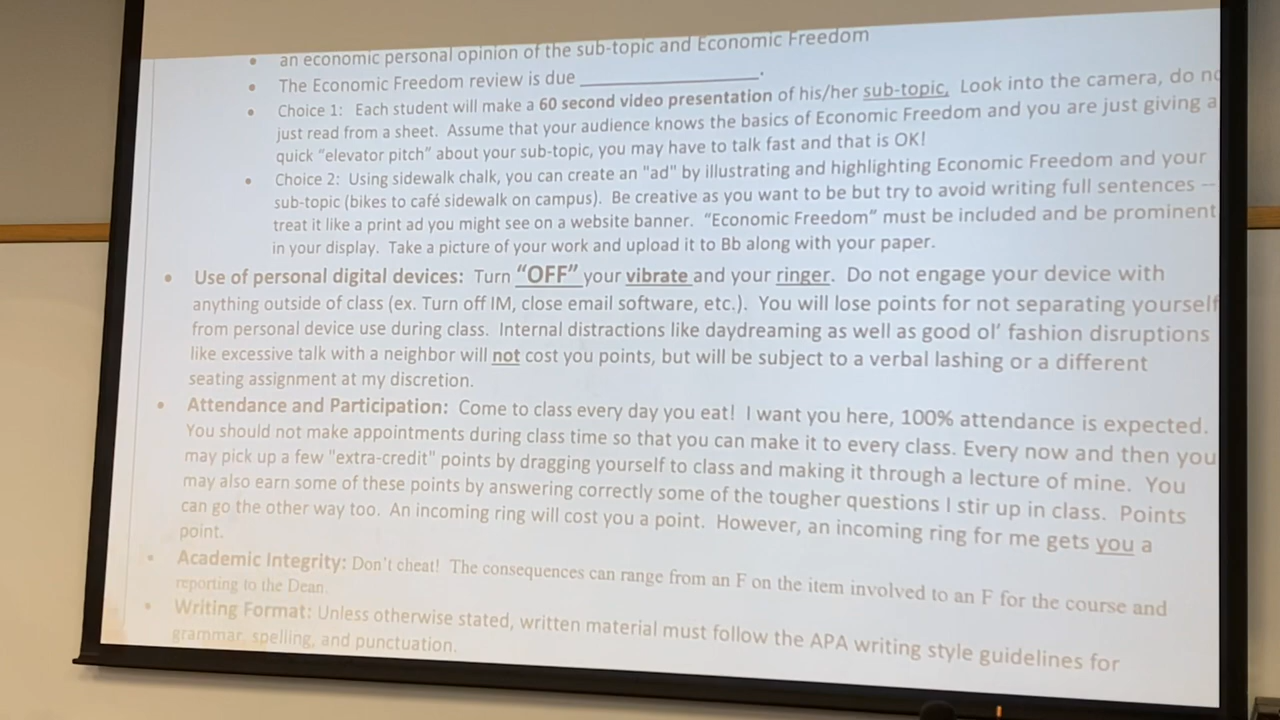 an economic personal opinion of the sub-topic and Economic Freedom
• The Economic Freedom review is due ____________________.
• Choice 1: Each student will make a 60 second video presentation of his/her sub-topic. Look into the camera, do
just read from a sheet. Assume that your audience knows the basics of Economic Freedom and you are just giving a
quick "elevator pitch" about your sub-topic, you may have to talk fast and that is OK!
• Choice 2: Using sidewalk chalk, you can create an "ad" by illustrating and highlighting Economic Freedom and your
sub-topic (bikes to café sidewalk on campus). Be creative as you want to be but try to avoid writing full sentences –
treat it like a print ad you might see on a website banner. "Economic Freedom" must be included and be prominent
in your display. Take a picture of your work and upload it to Bb along with your paper.
• Use of personal digital devices: Turn "OFF" your vibrate and your ringer. Do not engage your device with
anything outside of class (ex. Turn off IM, close email software, etc.). You will lose points for not separating yourself
from personal device use during class. Internal distractions like daydreaming as well as good ol' fashion disruptions
like excessive talk with a neighbor will not cost you points, but will be subject to a verbal lashing or a different
seating assignment at my discretion.
• Attendance and Participation: Come to class every day you eat! I want you here, 100% attendance is expected.
You should not make appointments during class time so that you can make it to every class. Every now and then you
may pick up a few "extra-credit" points by dragging yourself to class and making it through a lecture of mine. You
may also earn some of these points by answering correctly some of the tougher questions I stir up in class. Points
can go the other way too. An incoming ring will cost you a point. However, an incoming ring for me gets you a
point.
• Academic Integrity: Don't cheat! The consequences can range from an F on the item involved to an F for the course and
reporting to the Dean.
• Writing Format: Unless otherwise stated, written material must follow the APA writing style guidelines for
grammar, spelling, and punctuation.